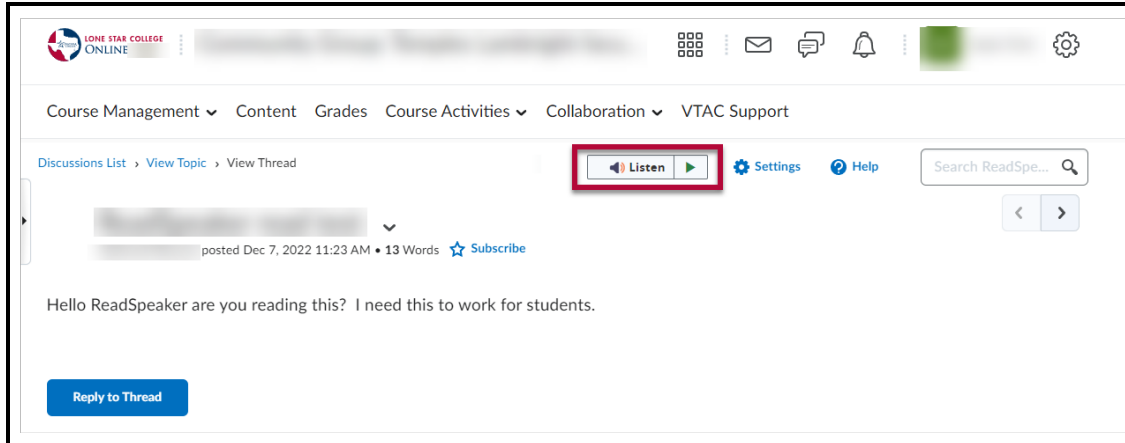 LONE STAR COLLEGE
ONLINE
Course Management Content Grades Course Activities Collaboration VTAC Support
Discussions List › View Topic › View Thread
Listen
Settings
Help
Search ReadSpe...
posted Dec 7, 2022 11:23 AM • 13 Words Subscribe
Hello ReadSpeaker are you reading this? I need this to work for students.
Reply to Thread